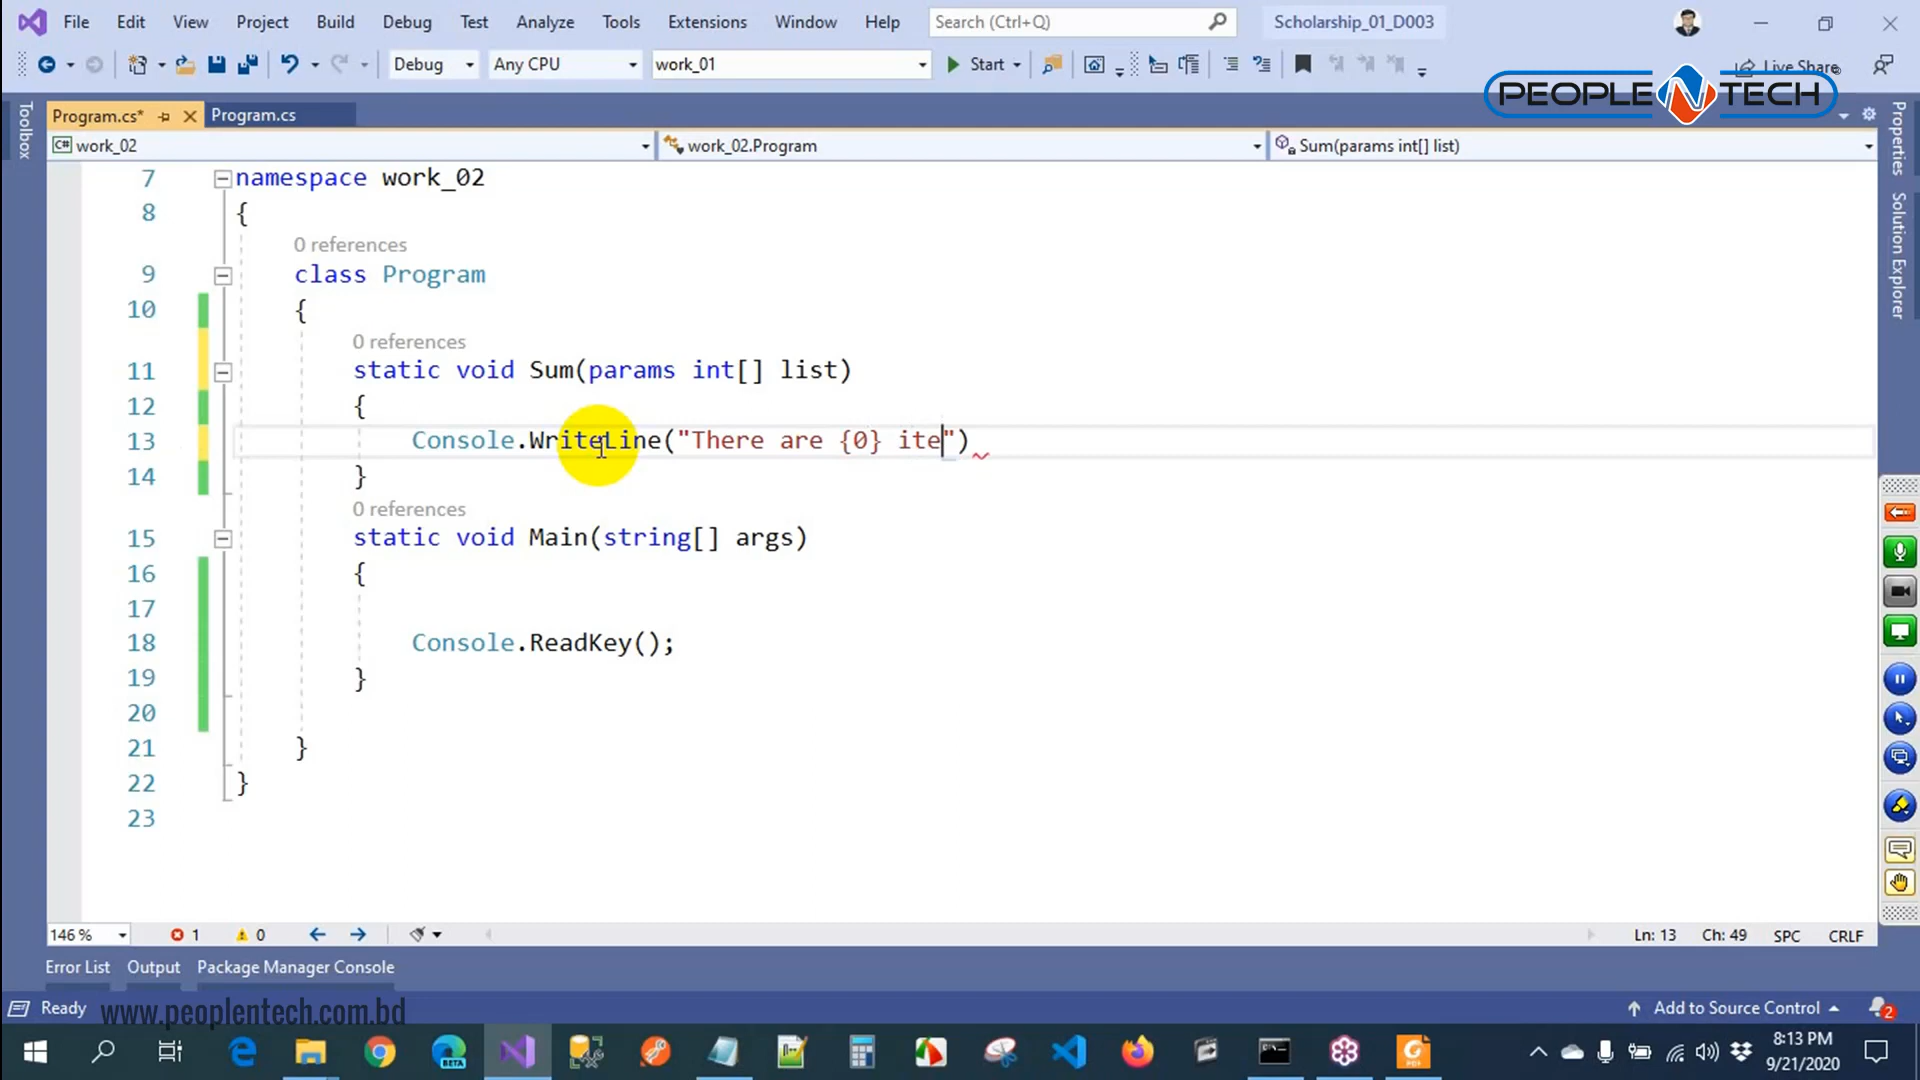 File Edit View Project Build Debug Test Analyze Tools Extensions Window Help Search (Ctrl+Q) Scholarship_01_D003
Debug Any CPU work_01 Start Live Share
PEOPLE N TECH
Program.cs* Program.cs
work_02 work_02.Program Sum(params int[] list)
Toolbox
Properties
Solution Explorer
7 namespace work_02
8 {
0 references
9 class Program
10 {
0 references
11 static void Sum(params int[] list)
12 {
13 Console.WriteLine("There are {0} ite")
14 }
0 references
15 static void Main(string[] args)
16 {
17
18 Console.ReadKey();
19 }
20
21 }
22 }
23
146 % 1 0 Ln: 13 Ch: 49 SPC CRLF
Error List Output Package Manager Console
Ready www.peoplentech.com.bd Add to Source Control 2
BETA
8:13 PM
9/21/2020